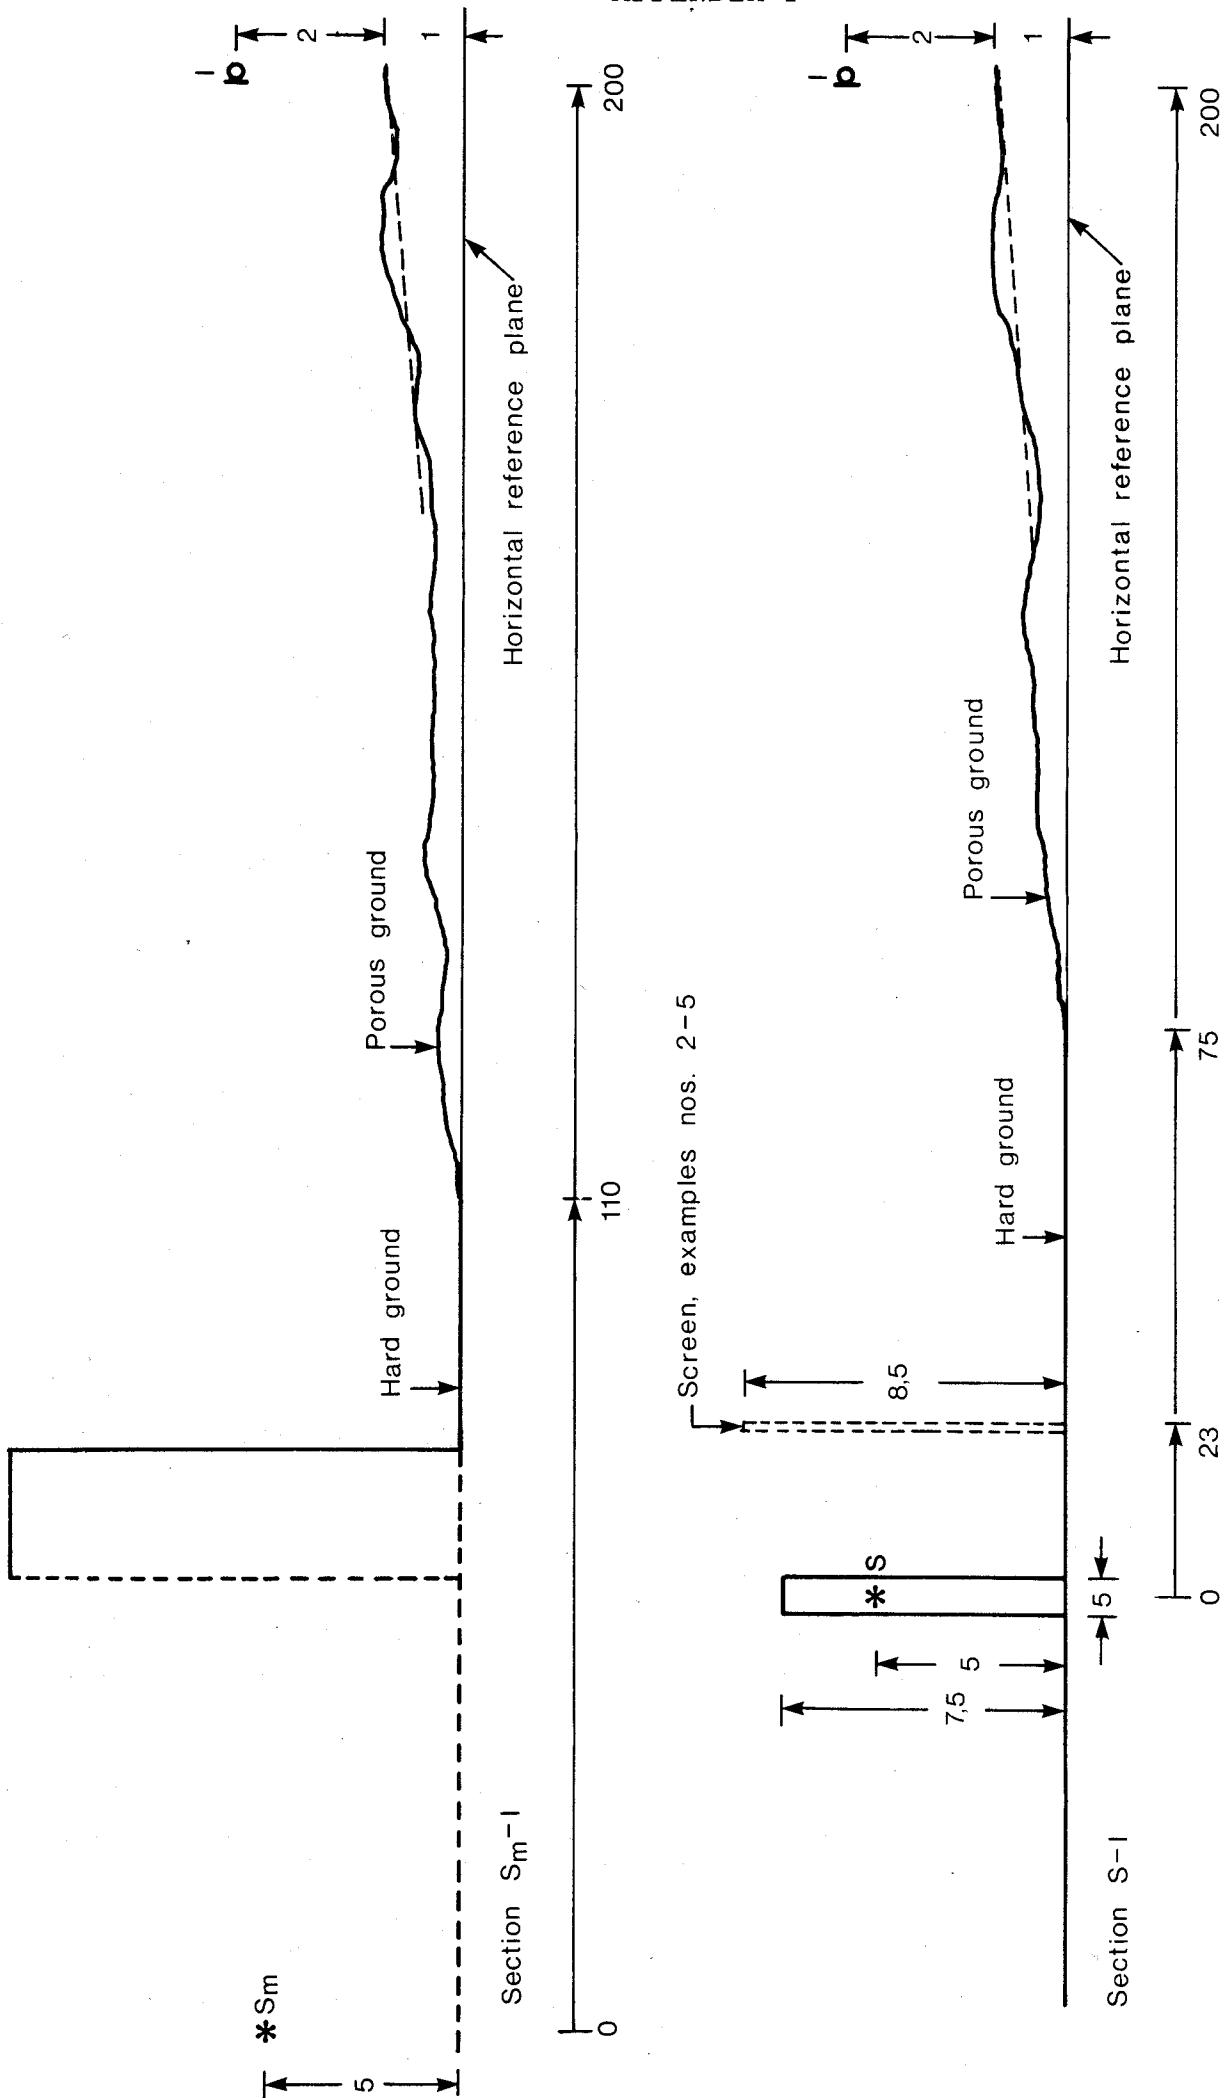 2
1
I
200
Horizontal reference plane
Porous ground
110
Hard ground
Sm
5
0
Section Sm-I
2
1
I
200
Horizontal reference plane
Porous ground
75
Screen, examples nos. 2-5
Hard ground
8,5
23
S
5
0
5
7,5
Section S-I